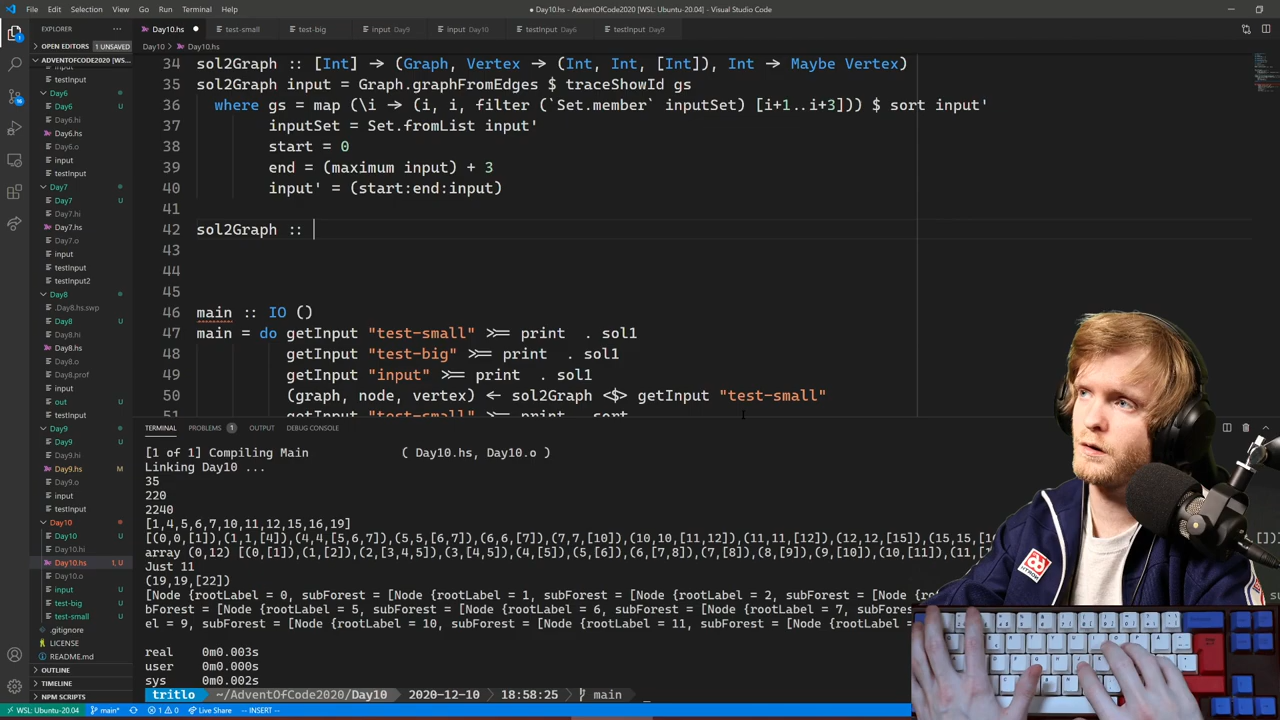 File Edit Selection View Go Run Terminal Help
● Day10.hs - AdventOfCode2020 [WSL: Ubuntu-20.04] - Visual Studio Code
EXPLORER
OPEN EDITORS 1 UNSAVED
ADVENTOFCODE2020 [WS...
testInput
Day6
Day6 U
Day6.hi
Day6.hs
Day6.o
input
testInput
Day7
Day7 U
Day7.hi
Day7.hs
Day7.o
input
testInput
testInput2
Day8
.Day8.hs.swp
Day8 U
Day8.hi
Day8.hs
Day8.o
Day8.prof
input
out U
testInput
Day9
Day9 U
Day9.hi
Day9.hs M
Day9.o
input
testInput
Day10
Day10 U
Day10.hi
Day10.hs 1, U
Day10.o
input U
test-big U
test-small U
.gitignore
LICENSE
README.md
OUTLINE
TIMELINE
NPM SCRIPTS
Day10.hs ● test-small test-big input Day9 input Day10 testInput Day6 testInput Day9
Day10 > Day10.hs
34 sol2Graph :: [Int] → (Graph, Vertex → (Int, Int, [Int]), Int → Maybe Vertex)
35 sol2Graph input = Graph.graphFromEdges $ traceShowId gs
36 where gs = map (\i → (i, i, filter (`Set.member` inputSet) [i+1..i+3])) $ sort input'
37 inputSet = Set.fromList input'
38 start = 0
39 end = (maximum input) + 3
40 input' = (start:end:input)
41
42 sol2Graph ::
43
44
45
46 main :: IO ()
47 main = do getInput "test-small" >>= print . sol1
48 getInput "test-big" >>= print . sol1
49 getInput "input" >>= print . sol1
50 (graph, node, vertex) ← sol2Graph <$> getInput "test-small"
51 getInput "test-small" >>= print . sort
TERMINAL PROBLEMS 1 OUTPUT DEBUG CONSOLE
[1 of 1] Compiling Main ( Day10.hs, Day10.o )
Linking Day10 ...
35
220
2240
[1,4,5,6,7,10,11,12,15,16,19]
[(0,0,[1]),(1,1,[4]),(4,4,[5,6,7]),(5,5,[6,7]),(6,6,[7]),(7,7,[10]),(10,10,[11,12]),(11,11,[12]),(12,12,[15]),(15,15,[16
array (0,12) [(0,[1]),(1,[2]),(2,[3,4,5]),(3,[4,5]),(4,[5]),(5,[6]),(6,[7,8]),(7,[8]),(8,[9]),(9,[10]),(10,[11]),(11,[
Just 11
(19,19,[22])
[Node {rootLabel = 0, subForest = [Node {rootLabel = 1, subForest = [Node {rootLabel = 2, subForest = [Node {
bForest = [Node {rootLabel = 5, subForest = [Node {rootLabel = 6, subForest = [Node {rootLabel = 7, subForest
el = 9, subForest = [Node {rootLabel = 10, subForest = [Node {rootLabel = 11, subForest = [Node {rootLabel =
real 0m0.003s
user 0m0.000s
sys 0m0.002s
tritlo ~/AdventOfCode2020/Day10 2020-12-10 18:58:25 main
WSL: Ubuntu-20.04 main* 1 0 Live Share -- INSERT --